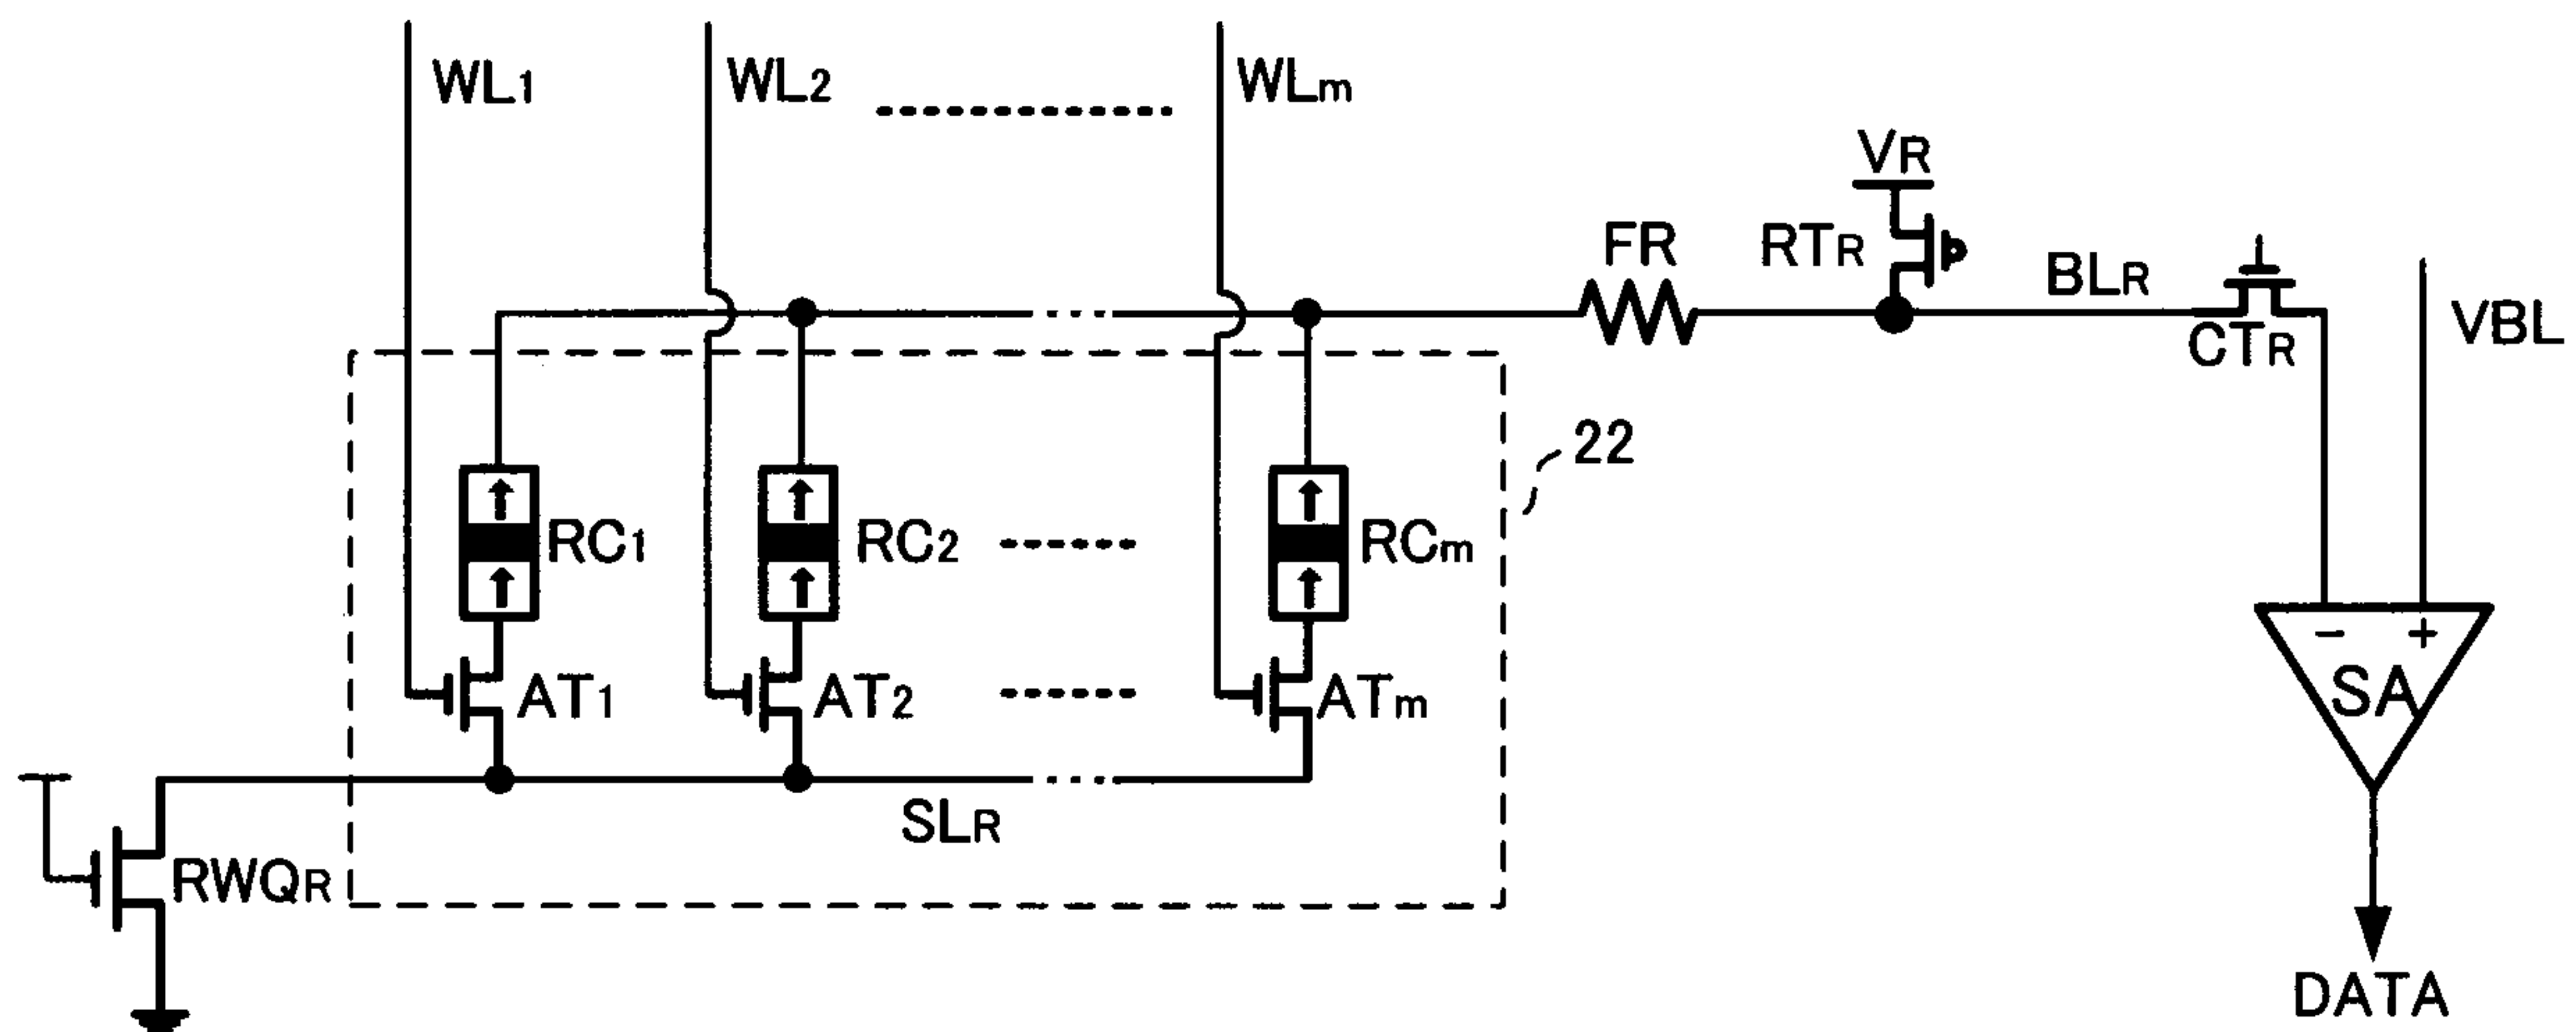 WL1 WL2 WLm
VR
FR RTR BLR
CTR VBL
22
RC1 RC2 RCm
- +
AT1 AT2 ATm SA
SLR
RWQR
DATA